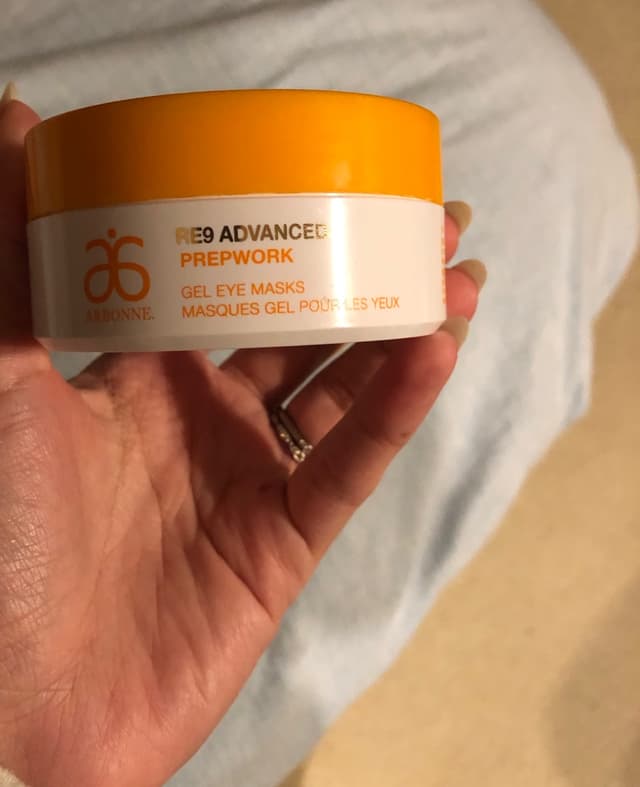 RE9 ADVANCED
PREPWORK
GEL EYE MASKS
MASQUES GEL POUR LES YEUX
ARBONNE.